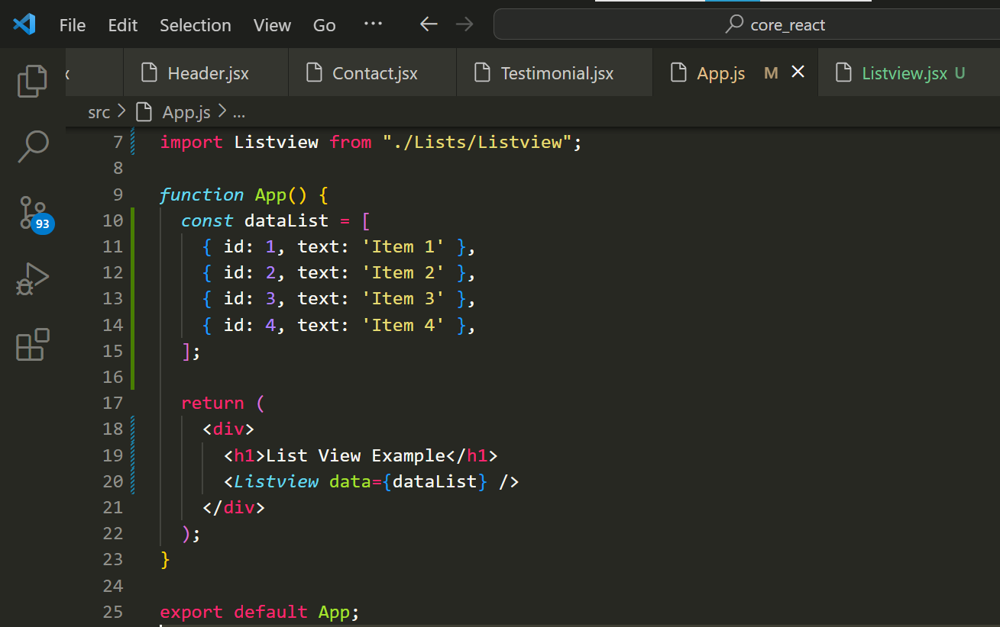 File Edit Selection View Go ··· core_react
Header.jsx Contact.jsx Testimonial.jsx App.js M Listview.jsx U
src > App.js > ...
7 import Listview from "./Lists/Listview";
8
9 function App() {
10 const dataList = [
11 { id: 1, text: 'Item 1' },
12 { id: 2, text: 'Item 2' },
13 { id: 3, text: 'Item 3' },
14 { id: 4, text: 'Item 4' },
15 ];
16
17 return (
18 <div>
19 <h1>List View Example</h1>
20 <Listview data={dataList} />
21 </div>
22 );
23 }
24
25 export default App;
93